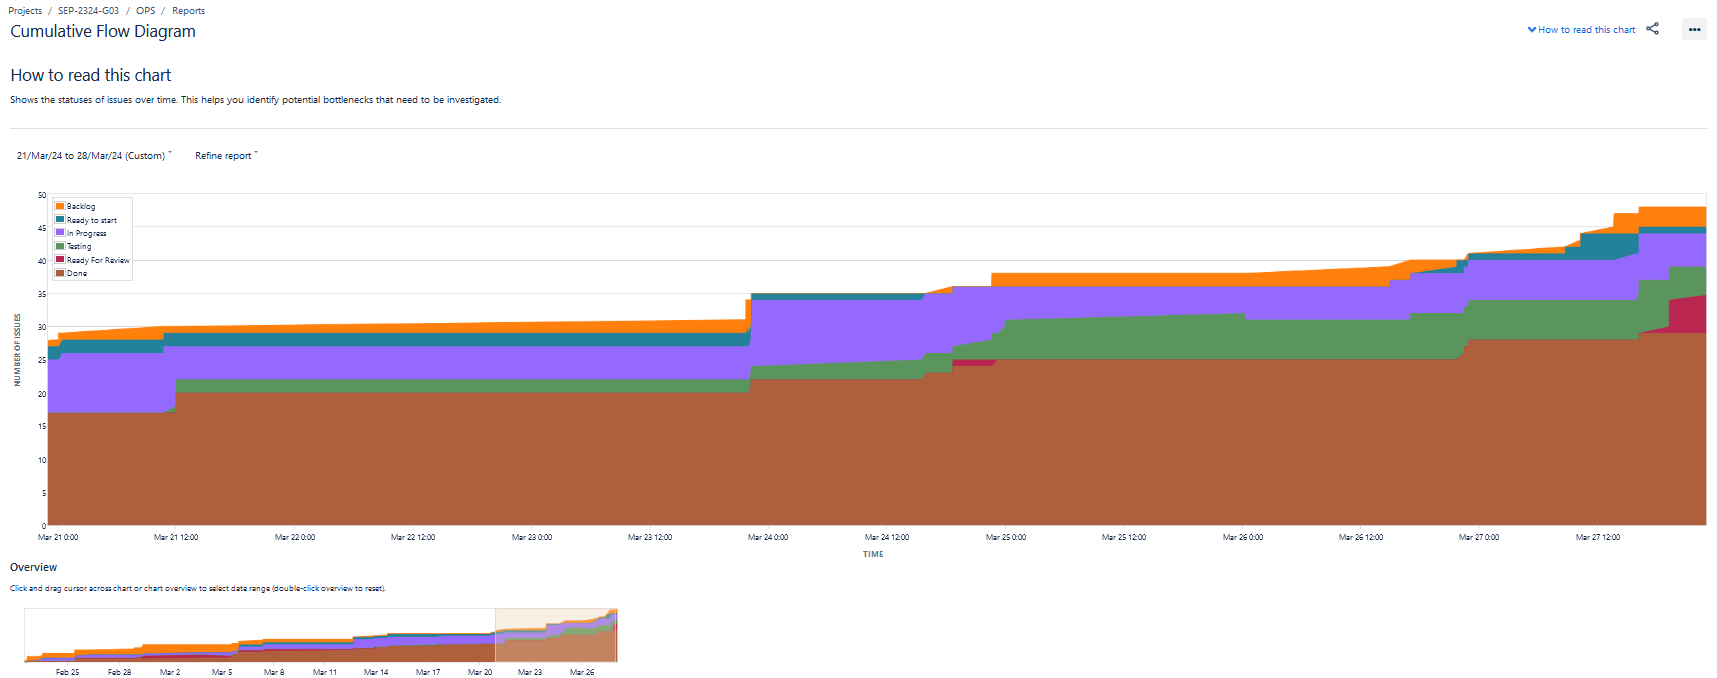 Projects / SEP-2324-G03 / OPS / Reports
Cumulative Flow Diagram
How to read this chart
How to read this chart
Shows the statuses of issues over time. This helps you identify potential bottlenecks that need to be investigated.
21/Mar/24 to 28/Mar/24 (Custom)
Refine report
50
45
40
35
30
25
20
15
10
5
0
NUMBER OF ISSUES
Backlog
Ready to start
In Progress
Testing
Ready For Review
Done
Mar 21 0:00
Mar 21 12:00
Mar 22 0:00
Mar 22 12:00
Mar 23 0:00
Mar 23 12:00
Mar 24 0:00
Mar 24 12:00
Mar 25 0:00
Mar 25 12:00
Mar 26 0:00
Mar 26 12:00
Mar 27 0:00
Mar 27 12:00
TIME
Overview
Click and drag cursor across chart or chart overview to select date range (double-click overview to reset).
Feb 25
Feb 28
Mar 2
Mar 5
Mar 8
Mar 11
Mar 14
Mar 17
Mar 20
Mar 23
Mar 26